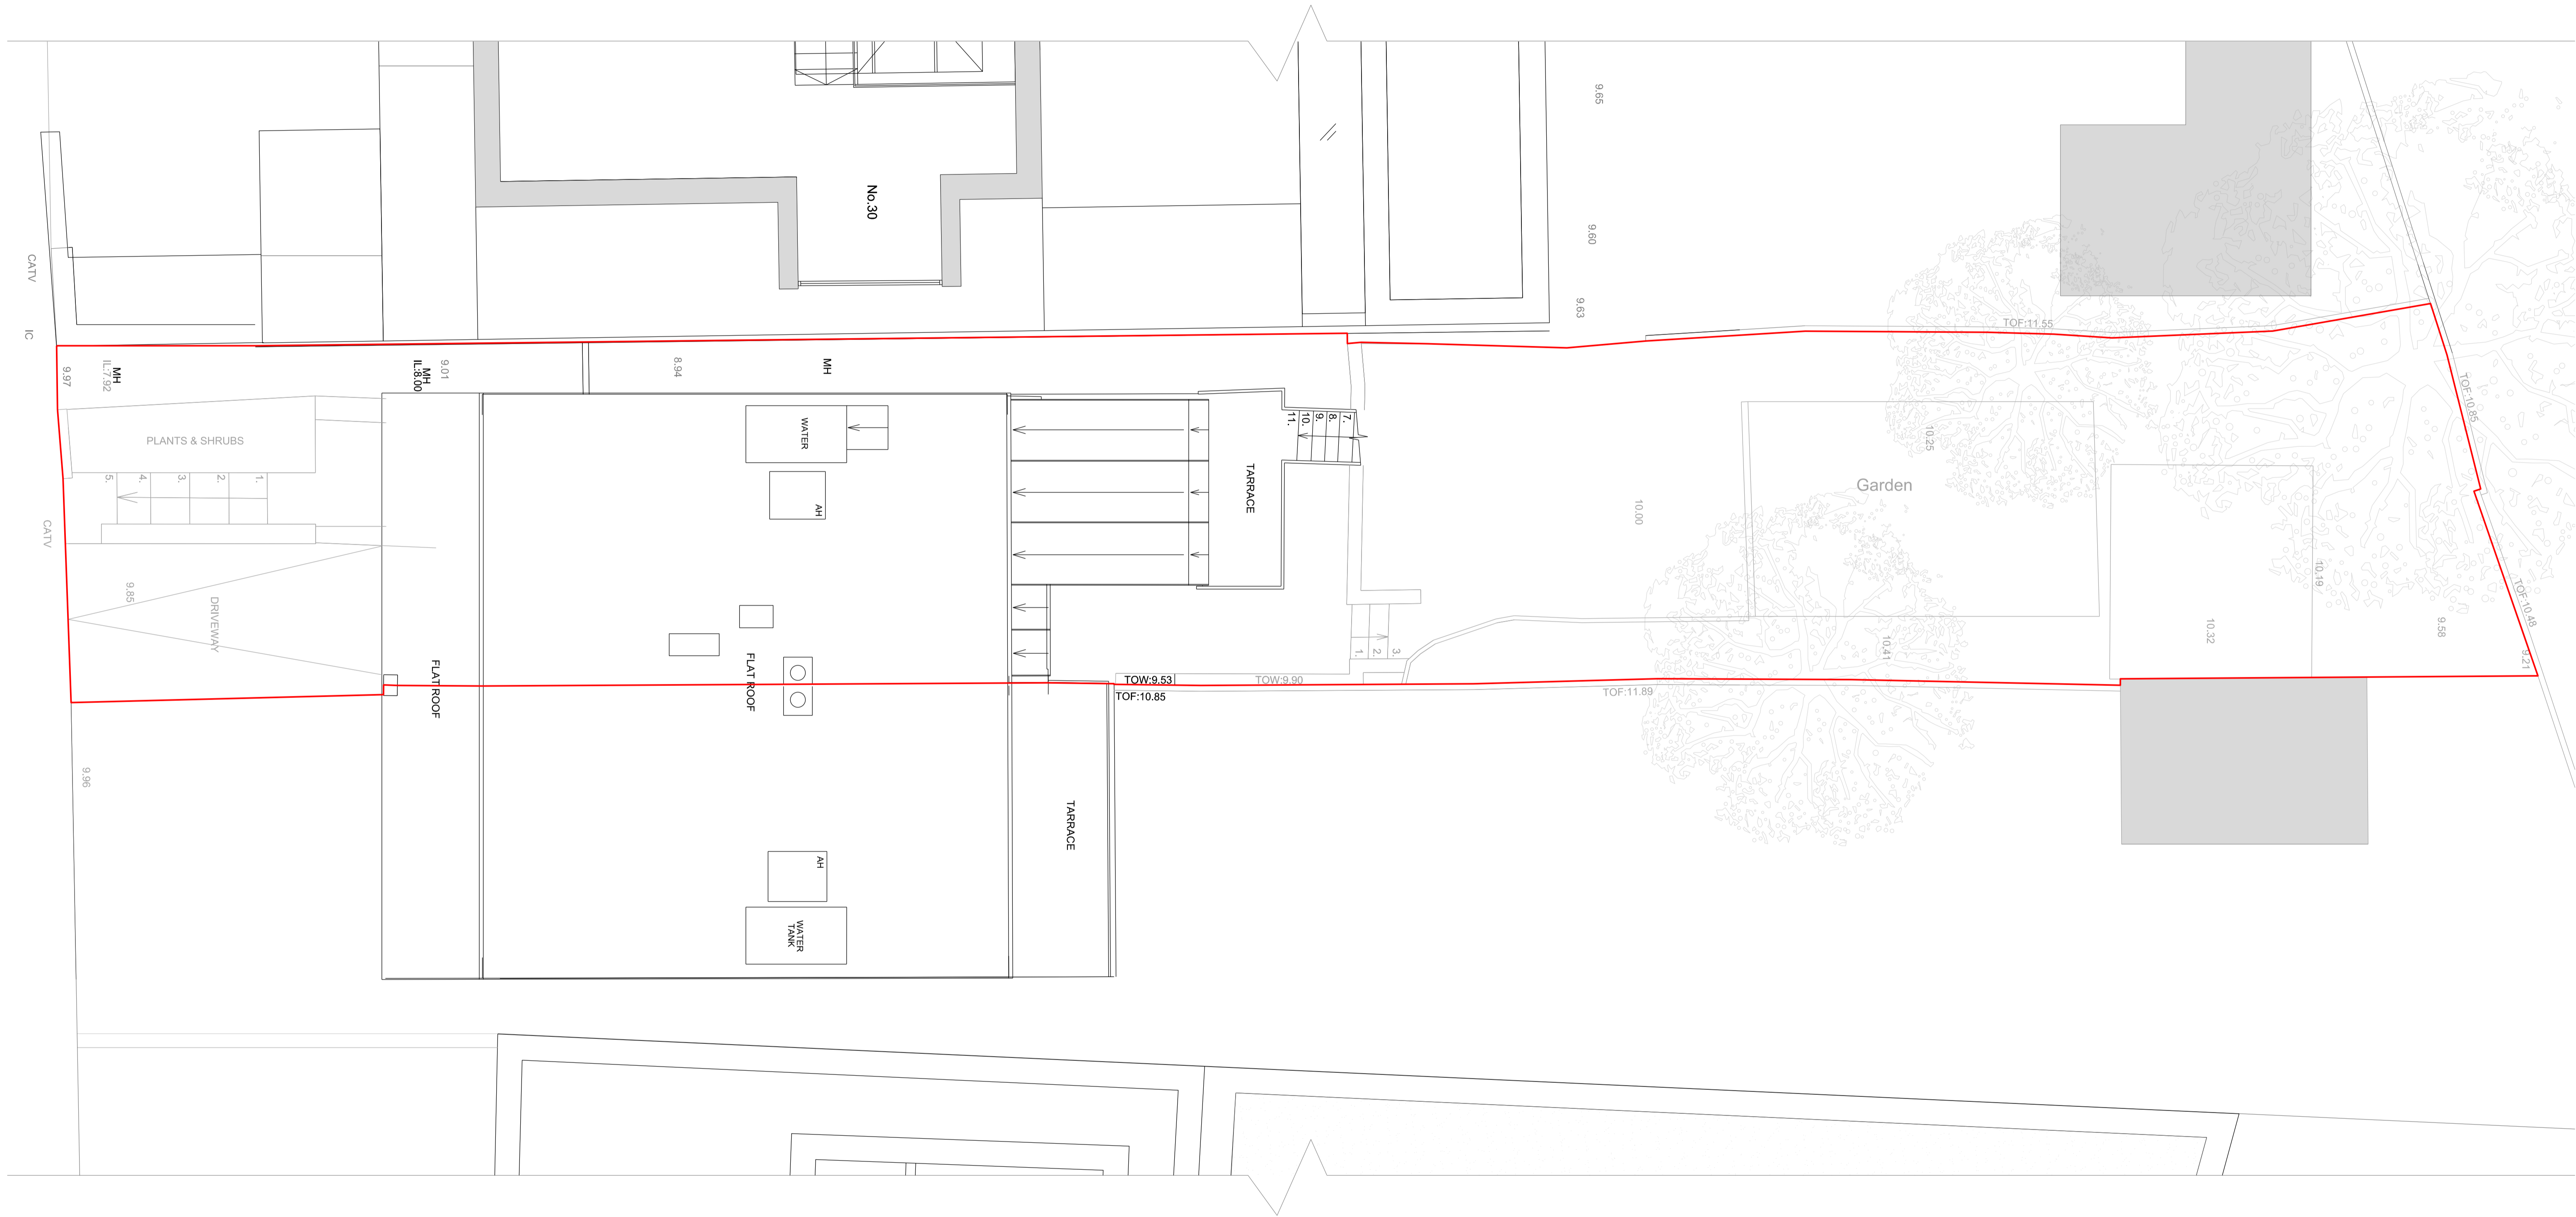 No.30
9.65
9.60
9.63
CATV
IC
9.97
MH
IL:7.92
MH
IL:8.00
9.01
8.94
MH
TOF:11.55
TOF:10.85
PLANTS & SHRUBS
1.
2.
3.
4.
5.
CATV
9.85
DRIVEWAY
WATER
AH
TARRACE
7.
8.
9.
10.
11.
10.00
10.25
Garden
10.19
TOF:10.48
9.58
9.21
10.32
10.41
1.
2.
3.
FLAT ROOF
FLAT ROOF
TOW:9.53
TOW:9.90
TOF:10.85
TOF:11.89
9.96
TARRACE
AH
WATER
TANK